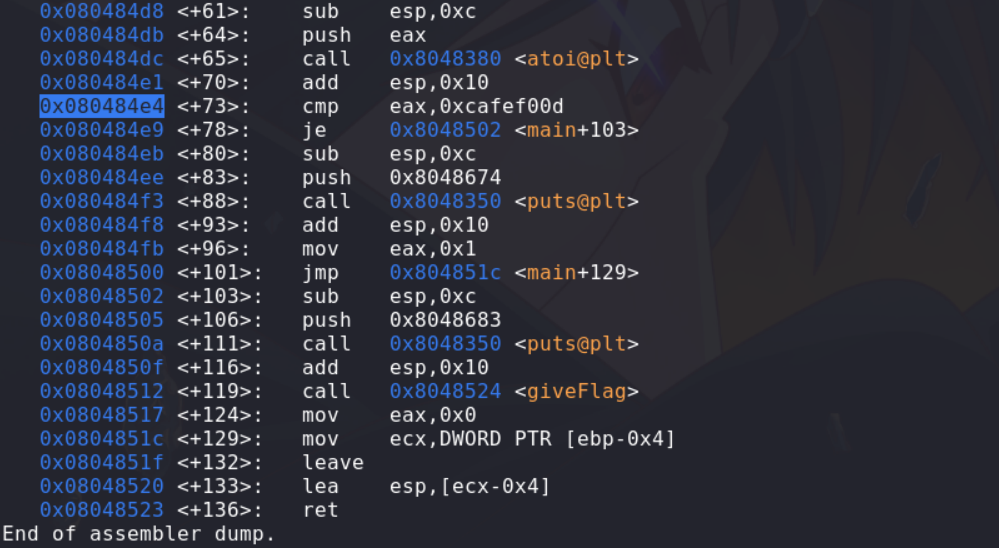 0x080484d8 <+61>: sub esp,0xc
0x080484db <+64>: push eax
0x080484dc <+65>: call 0x8048380 <atoi@plt>
0x080484e1 <+70>: add esp,0x10
0x080484e4 <+73>: cmp eax,0xcafef00d
0x080484e9 <+78>: je 0x8048502 <main+103>
0x080484eb <+80>: sub esp,0xc
0x080484ee <+83>: push 0x8048674
0x080484f3 <+88>: call 0x8048350 <puts@plt>
0x080484f8 <+93>: add esp,0x10
0x080484fb <+96>: mov eax,0x1
0x08048500 <+101>: jmp 0x804851c <main+129>
0x08048502 <+103>: sub esp,0xc
0x08048505 <+106>: push 0x8048683
0x0804850a <+111>: call 0x8048350 <puts@plt>
0x0804850f <+116>: add esp,0x10
0x08048512 <+119>: call 0x8048524 <giveFlag>
0x08048517 <+124>: mov eax,0x0
0x0804851c <+129>: mov ecx,DWORD PTR [ebp-0x4]
0x0804851f <+132>: leave
0x08048520 <+133>: lea esp,[ecx-0x4]
0x08048523 <+136>: ret
End of assembler dump.